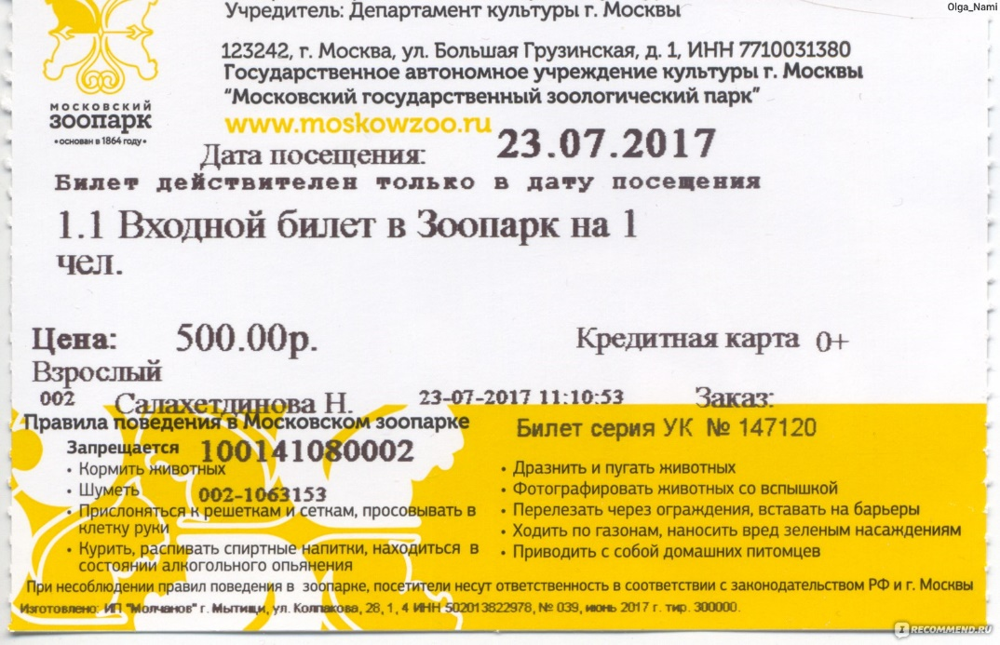 Учредитель: Департамент культуры г. Москвы
Olga_Nami
123242, г. Москва, ул. Большая Грузинская, д. 1, ИНН 7710031380
Государственное автономное учреждение культуры г. Москвы
“Московский государственный зоологический парк”
www.moskowzoo.ru
МОСКОВСКИЙ
зоопарк
• основан в 1864 году •
Дата посещения: 23.07.2017
Билет действителен только в дату посещения
1.1 Входной билет в Зоопарк на 1
чел.
Цена: 500.00р. Кредитная карта 0+
Взрослый
002 Салахетдинова Н. 23-07-2017 11:10:53 Заказ:
Правила поведения в Московском зоопарке
Билет серия УК № 147120
Запрещается 100141080002
• Кормить животных
• Шуметь 002-1063153
• Прислоняться к решеткам и сеткам, просовывать в
клетку руки
• Курить, распивать спиртные напитки, находиться в
состоянии алкогольного опьянения
• Дразнить и пугать животных
• Фотографировать животных со вспышкой
• Перелезать через ограждения, вставать на барьеры
• Ходить по газонам, наносить вред зеленым насаждениям
• Приводить с собой домашних питомцев
При несоблюдении правил поведения в зоопарке, посетители несут ответственность в соответствии с законодательством РФ и г. Москвы
Изготовлено: ИП "Молчанов" г. Мытищи, ул. Колпакова, 28, 1, 4 ИНН 502013822978, № 039, июнь 2017 г. тир. 300000.
I RECOMMEND.RU